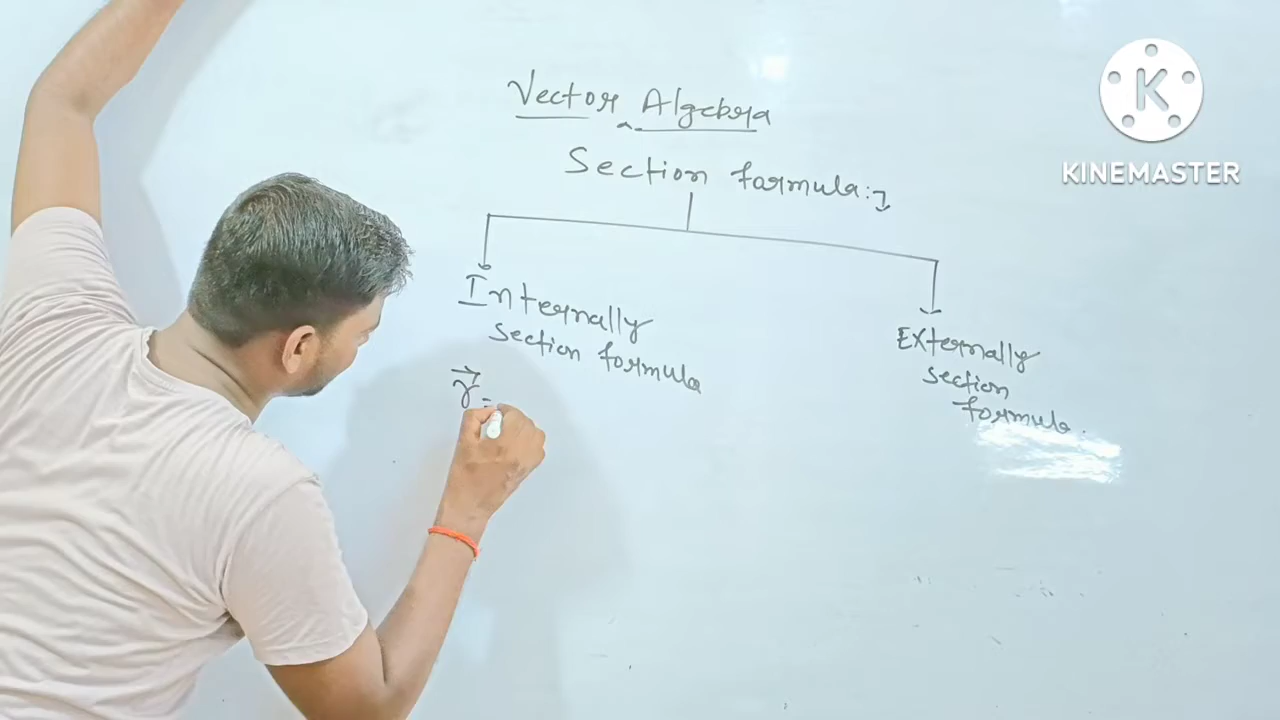 Vector Algebra
Section formula:→
Internally
section formula
r⃗ =
Externally
section
formula.
K
KINEMASTER